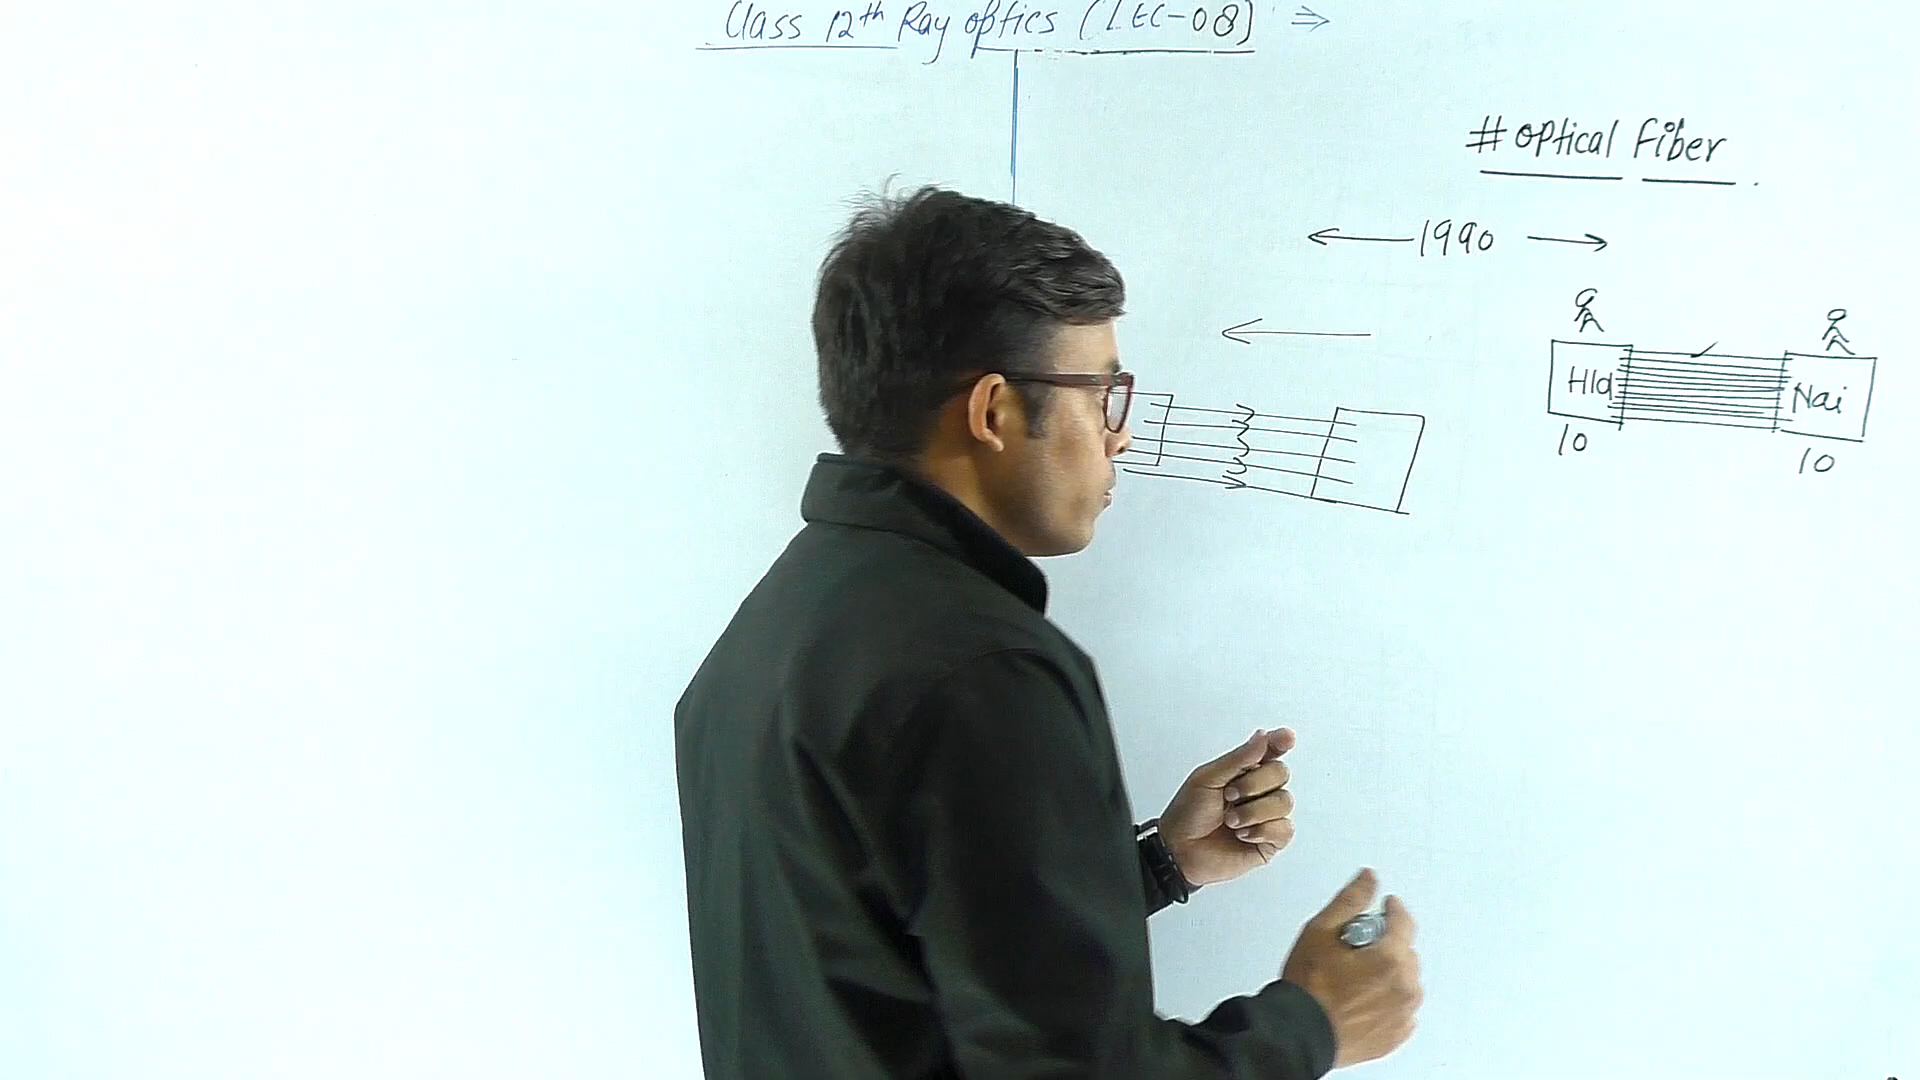 Class 12th Ray optics (LEC-08) ⇒
# optical Fiber
1990
Hld
Nai
10
10